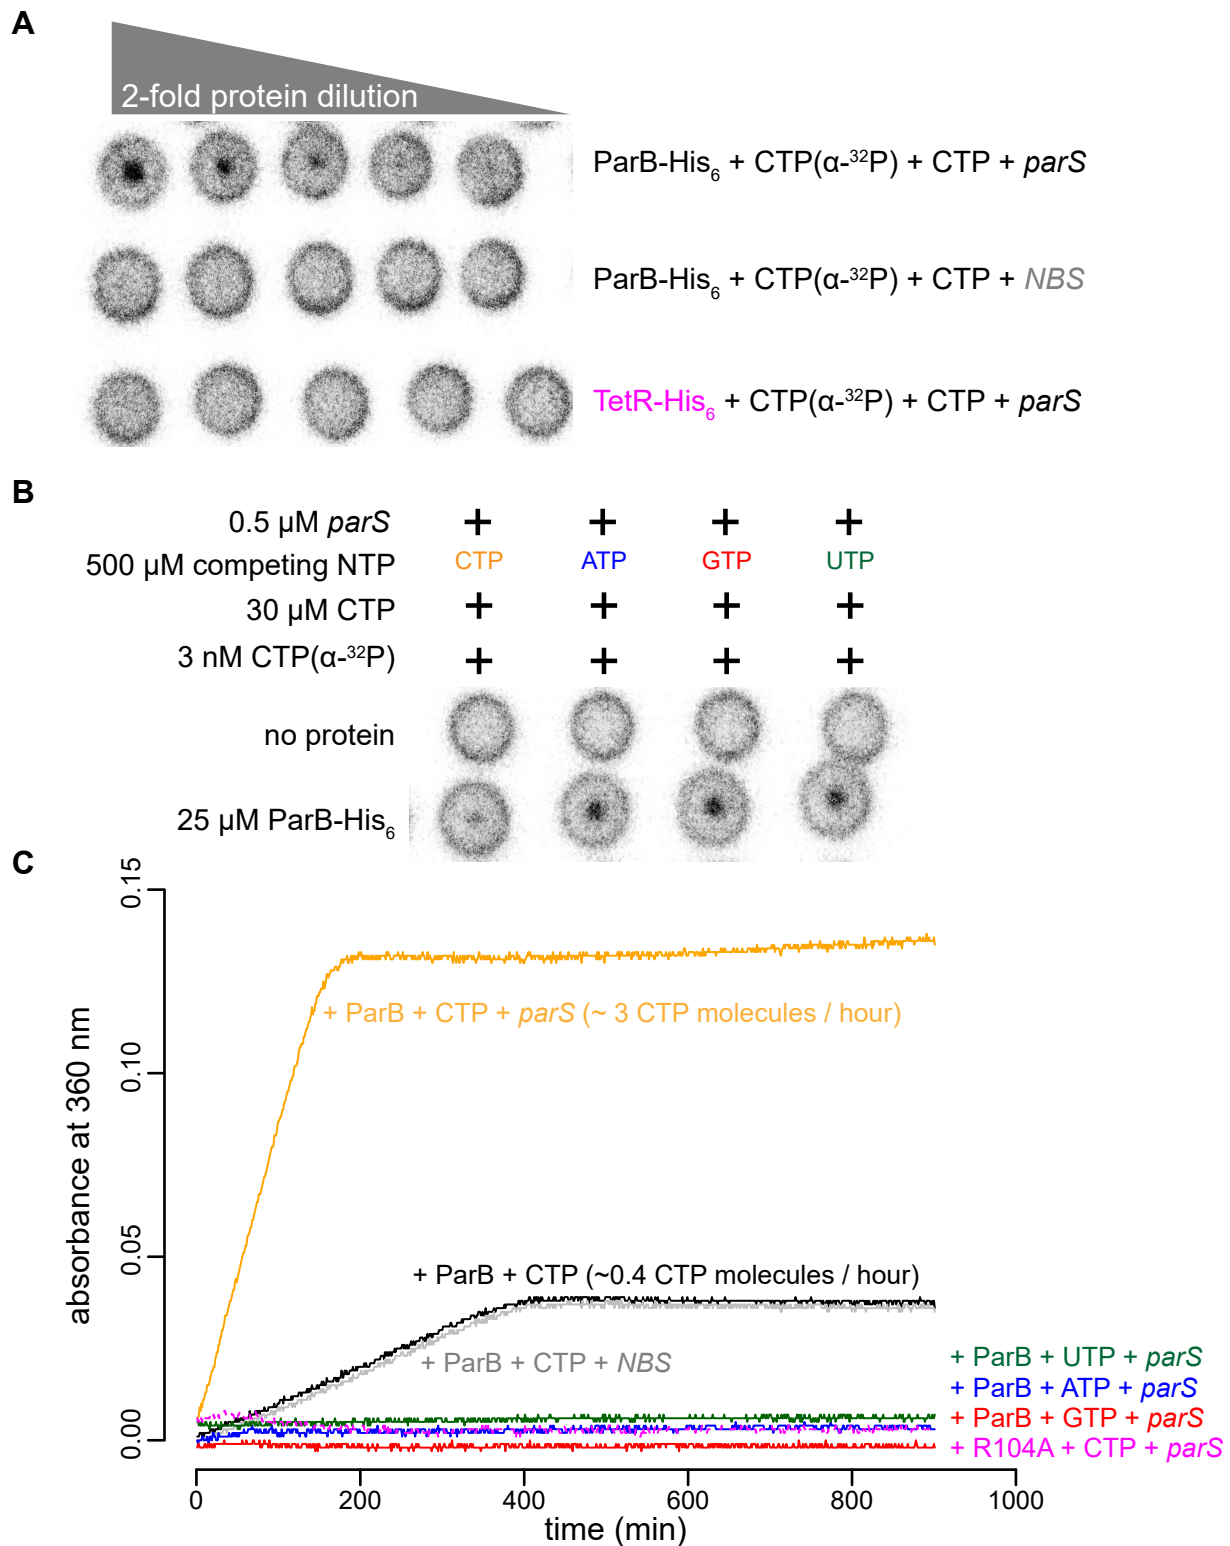 A
2-fold protein dilution
ParB-His₆ + CTP(α-³²P) + CTP + parS
ParB-His₆ + CTP(α-³²P) + CTP + NBS
TetR-His₆ + CTP(α-³²P) + CTP + parS
B
0.5 µM parS + + + +
500 µM competing NTP CTP ATP GTP UTP
30 µM CTP + + + +
3 nM CTP(α-³²P) + + + +
no protein
25 µM ParB-His₆
C
absorbance at 360 nm
0.15
0.10
0.05
0.00
+ ParB + CTP + parS (~ 3 CTP molecules / hour)
+ ParB + CTP (~0.4 CTP molecules / hour)
+ ParB + CTP + NBS
+ ParB + UTP + parS
+ ParB + ATP + parS
+ ParB + GTP + parS
+ R104A + CTP + parS
0 200 400 600 800 1000
time (min)